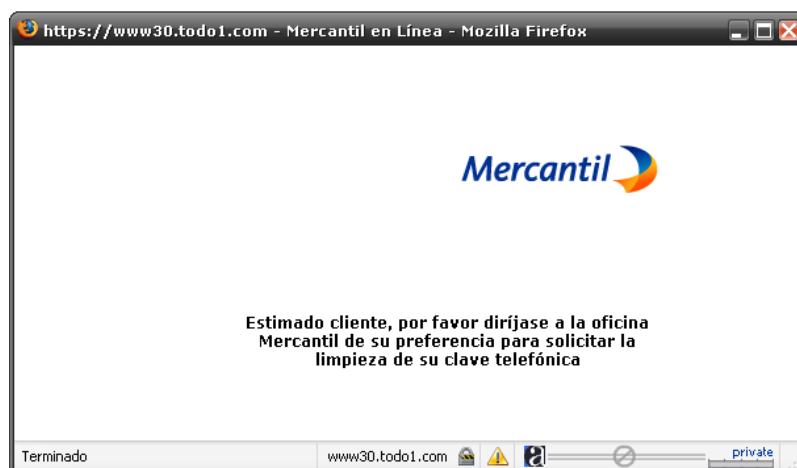 https://www30.todo1.com - Mercantil en Línea - Mozilla Firefox
Mercantil
Estimado cliente, por favor diríjase a la oficina
Mercantil de su preferencia para solicitar la
limpieza de su clave telefónica
Terminado www30.todo1.com a private